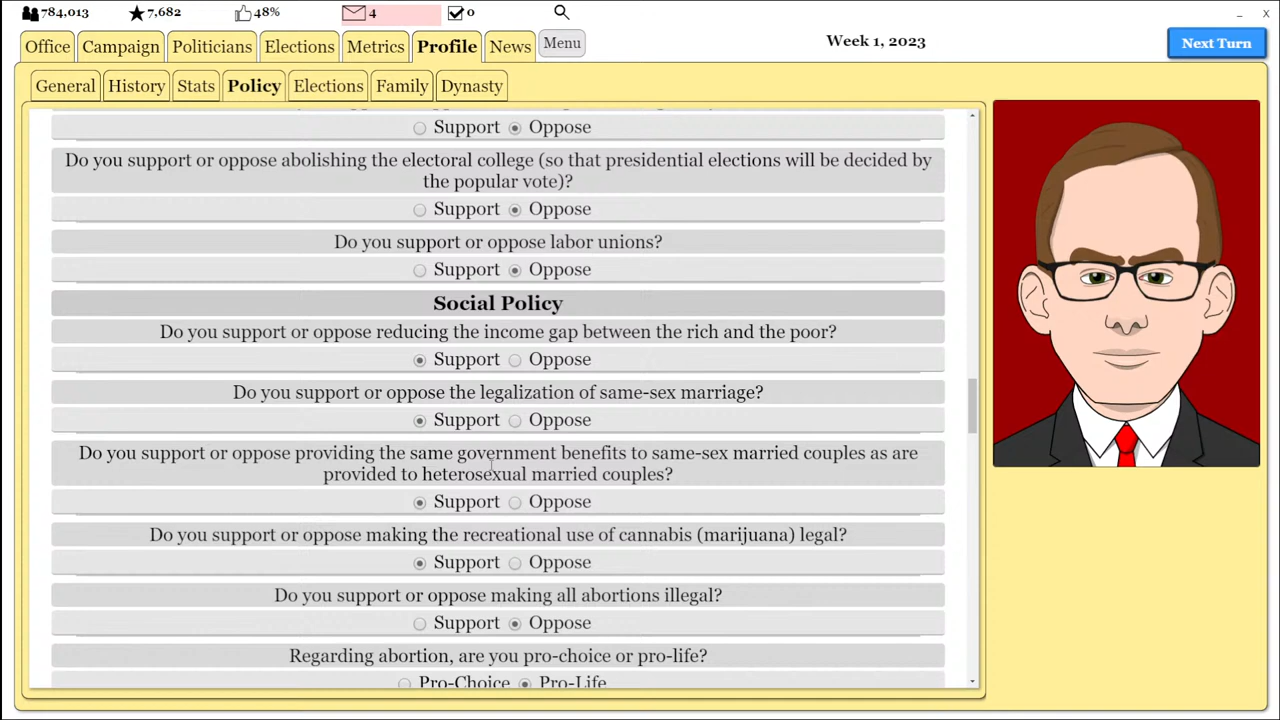 784,013 7,682 48% 4 0
Office Campaign Politicians Elections Metrics Profile News Menu
Week 1, 2023
_ X
Next Turn
General History Stats Policy Elections Family Dynasty
Support Oppose
Do you support or oppose abolishing the electoral college (so that presidential elections will be decided by
the popular vote)?
Support Oppose
Do you support or oppose labor unions?
Support Oppose
Social Policy
Do you support or oppose reducing the income gap between the rich and the poor?
Support Oppose
Do you support or oppose the legalization of same-sex marriage?
Support Oppose
Do you support or oppose providing the same government benefits to same-sex married couples as are
provided to heterosexual married couples?
Support Oppose
Do you support or oppose making the recreational use of cannabis (marijuana) legal?
Support Oppose
Do you support or oppose making all abortions illegal?
Support Oppose
Regarding abortion, are you pro-choice or pro-life?
Pro-Choice Pro-Life